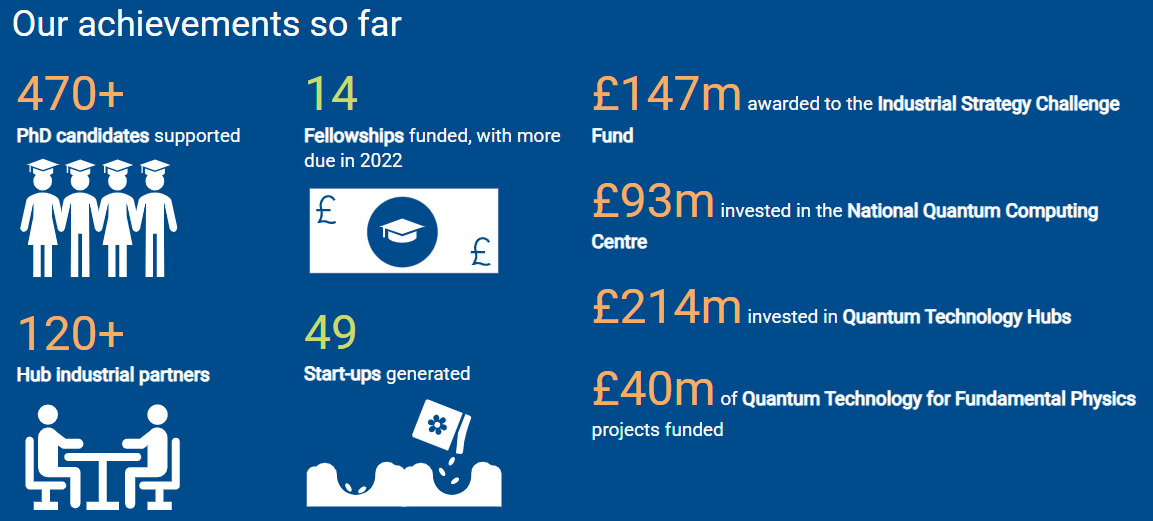 Our achievements so far
470+
PhD candidates supported
14
Fellowships funded, with more
due in 2022
£
£
120+
Hub industrial partners
49
Start-ups generated
£147m awarded to the Industrial Strategy Challenge
Fund
£93m invested in the National Quantum Computing
Centre
£214m invested in Quantum Technology Hubs
£40m of Quantum Technology for Fundamental Physics
projects funded